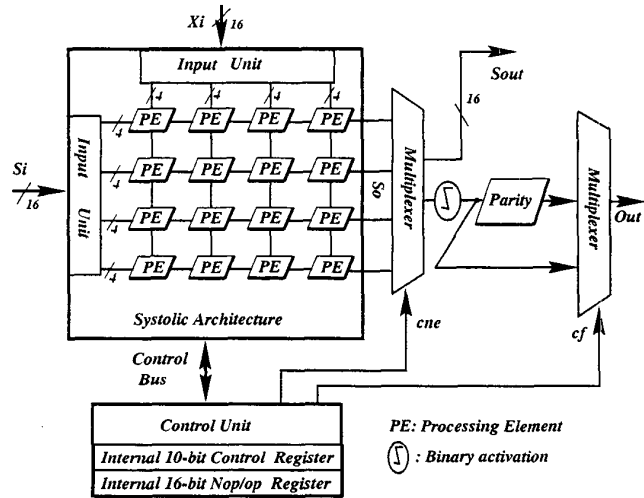 Xi
16
Input Unit
4 4 4 4
PE PE PE PE
4
PE PE PE PE
4
PE PE PE PE
4
PE PE PE PE
4
Input Unit
Si
16
So
Multiplexer
16
Sout
Parity
Multiplexer
Out
Systolic Architecture
cne
cf
Control
Bus
Control Unit
Internal 10-bit Control Register
Internal 16-bit Nop/op Register
PE: Processing Element
: Binary activation